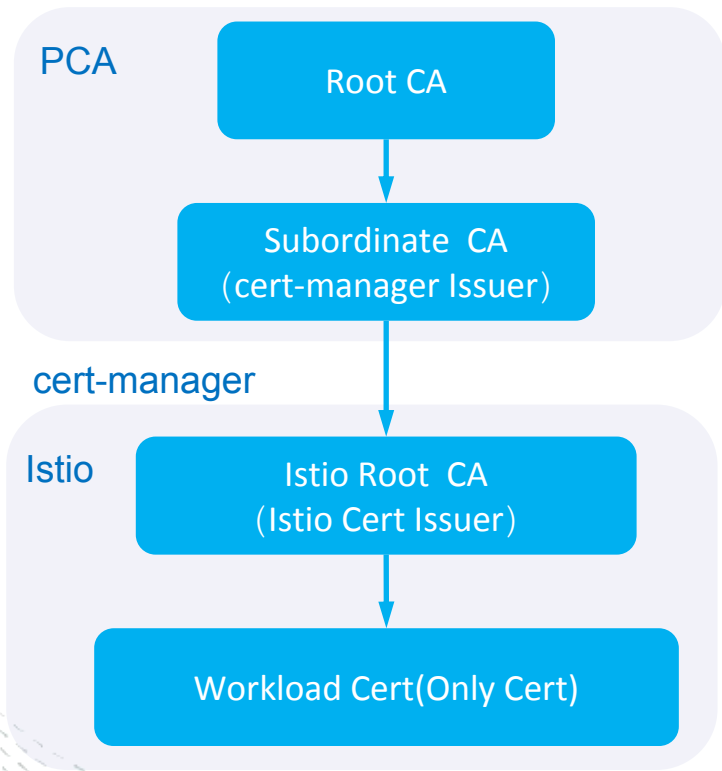 PCA
Root CA
Subordinate CA
（cert-manager Issuer）
cert-manager
Istio
Istio Root CA
（Istio Cert Issuer）
Workload Cert(Only Cert)